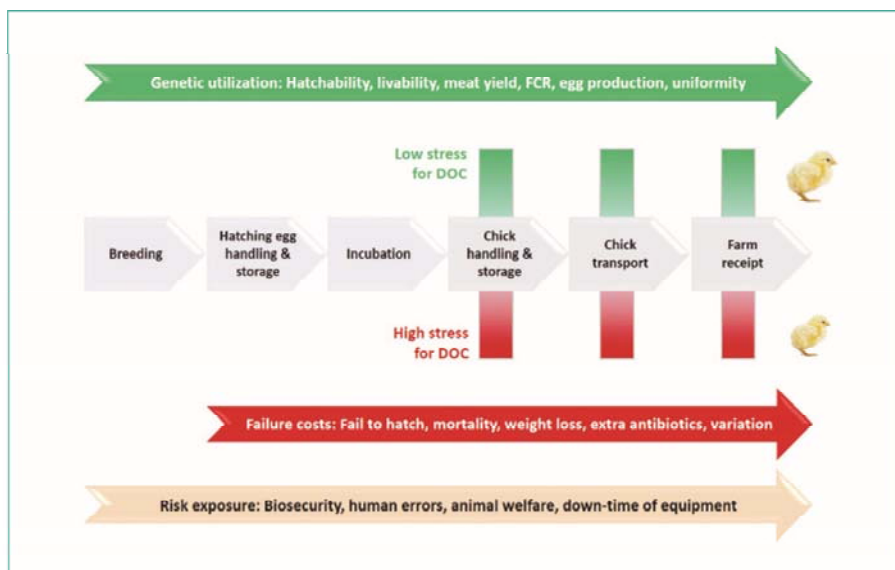 Genetic utilization: Hatchability, livability, meat yield, FCR, egg production, uniformity
Low stress
for DOC
Breeding
Hatching egg
handling &
storage
Incubation
Chick
handling &
storage
Chick
transport
Farm
receipt
High stress
for DOC
Failure costs: Fail to hatch, mortality, weight loss, extra antibiotics, variation
Risk exposure: Biosecurity, human errors, animal welfare, down-time of equipment